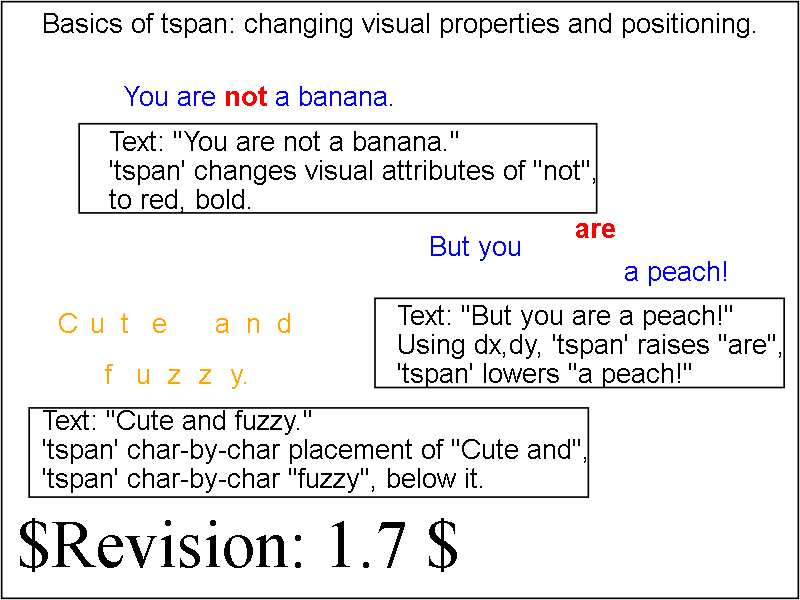 Basics of tspan: changing visual properties and positioning.
You are not a banana.
Text: "You are not a banana."
'tspan' changes visual attributes of "not",
to red, bold.
But you are a peach!
Text: "But you are a peach!"
Using dx,dy, 'tspan' raises "are",
'tspan' lowers "a peach!"
C u t e   a n d
f u z z y.
Text: "Cute and fuzzy."
'tspan' char-by-char placement of "Cute and",
'tspan' char-by-char "fuzzy", below it.
$Revision: 1.7 $